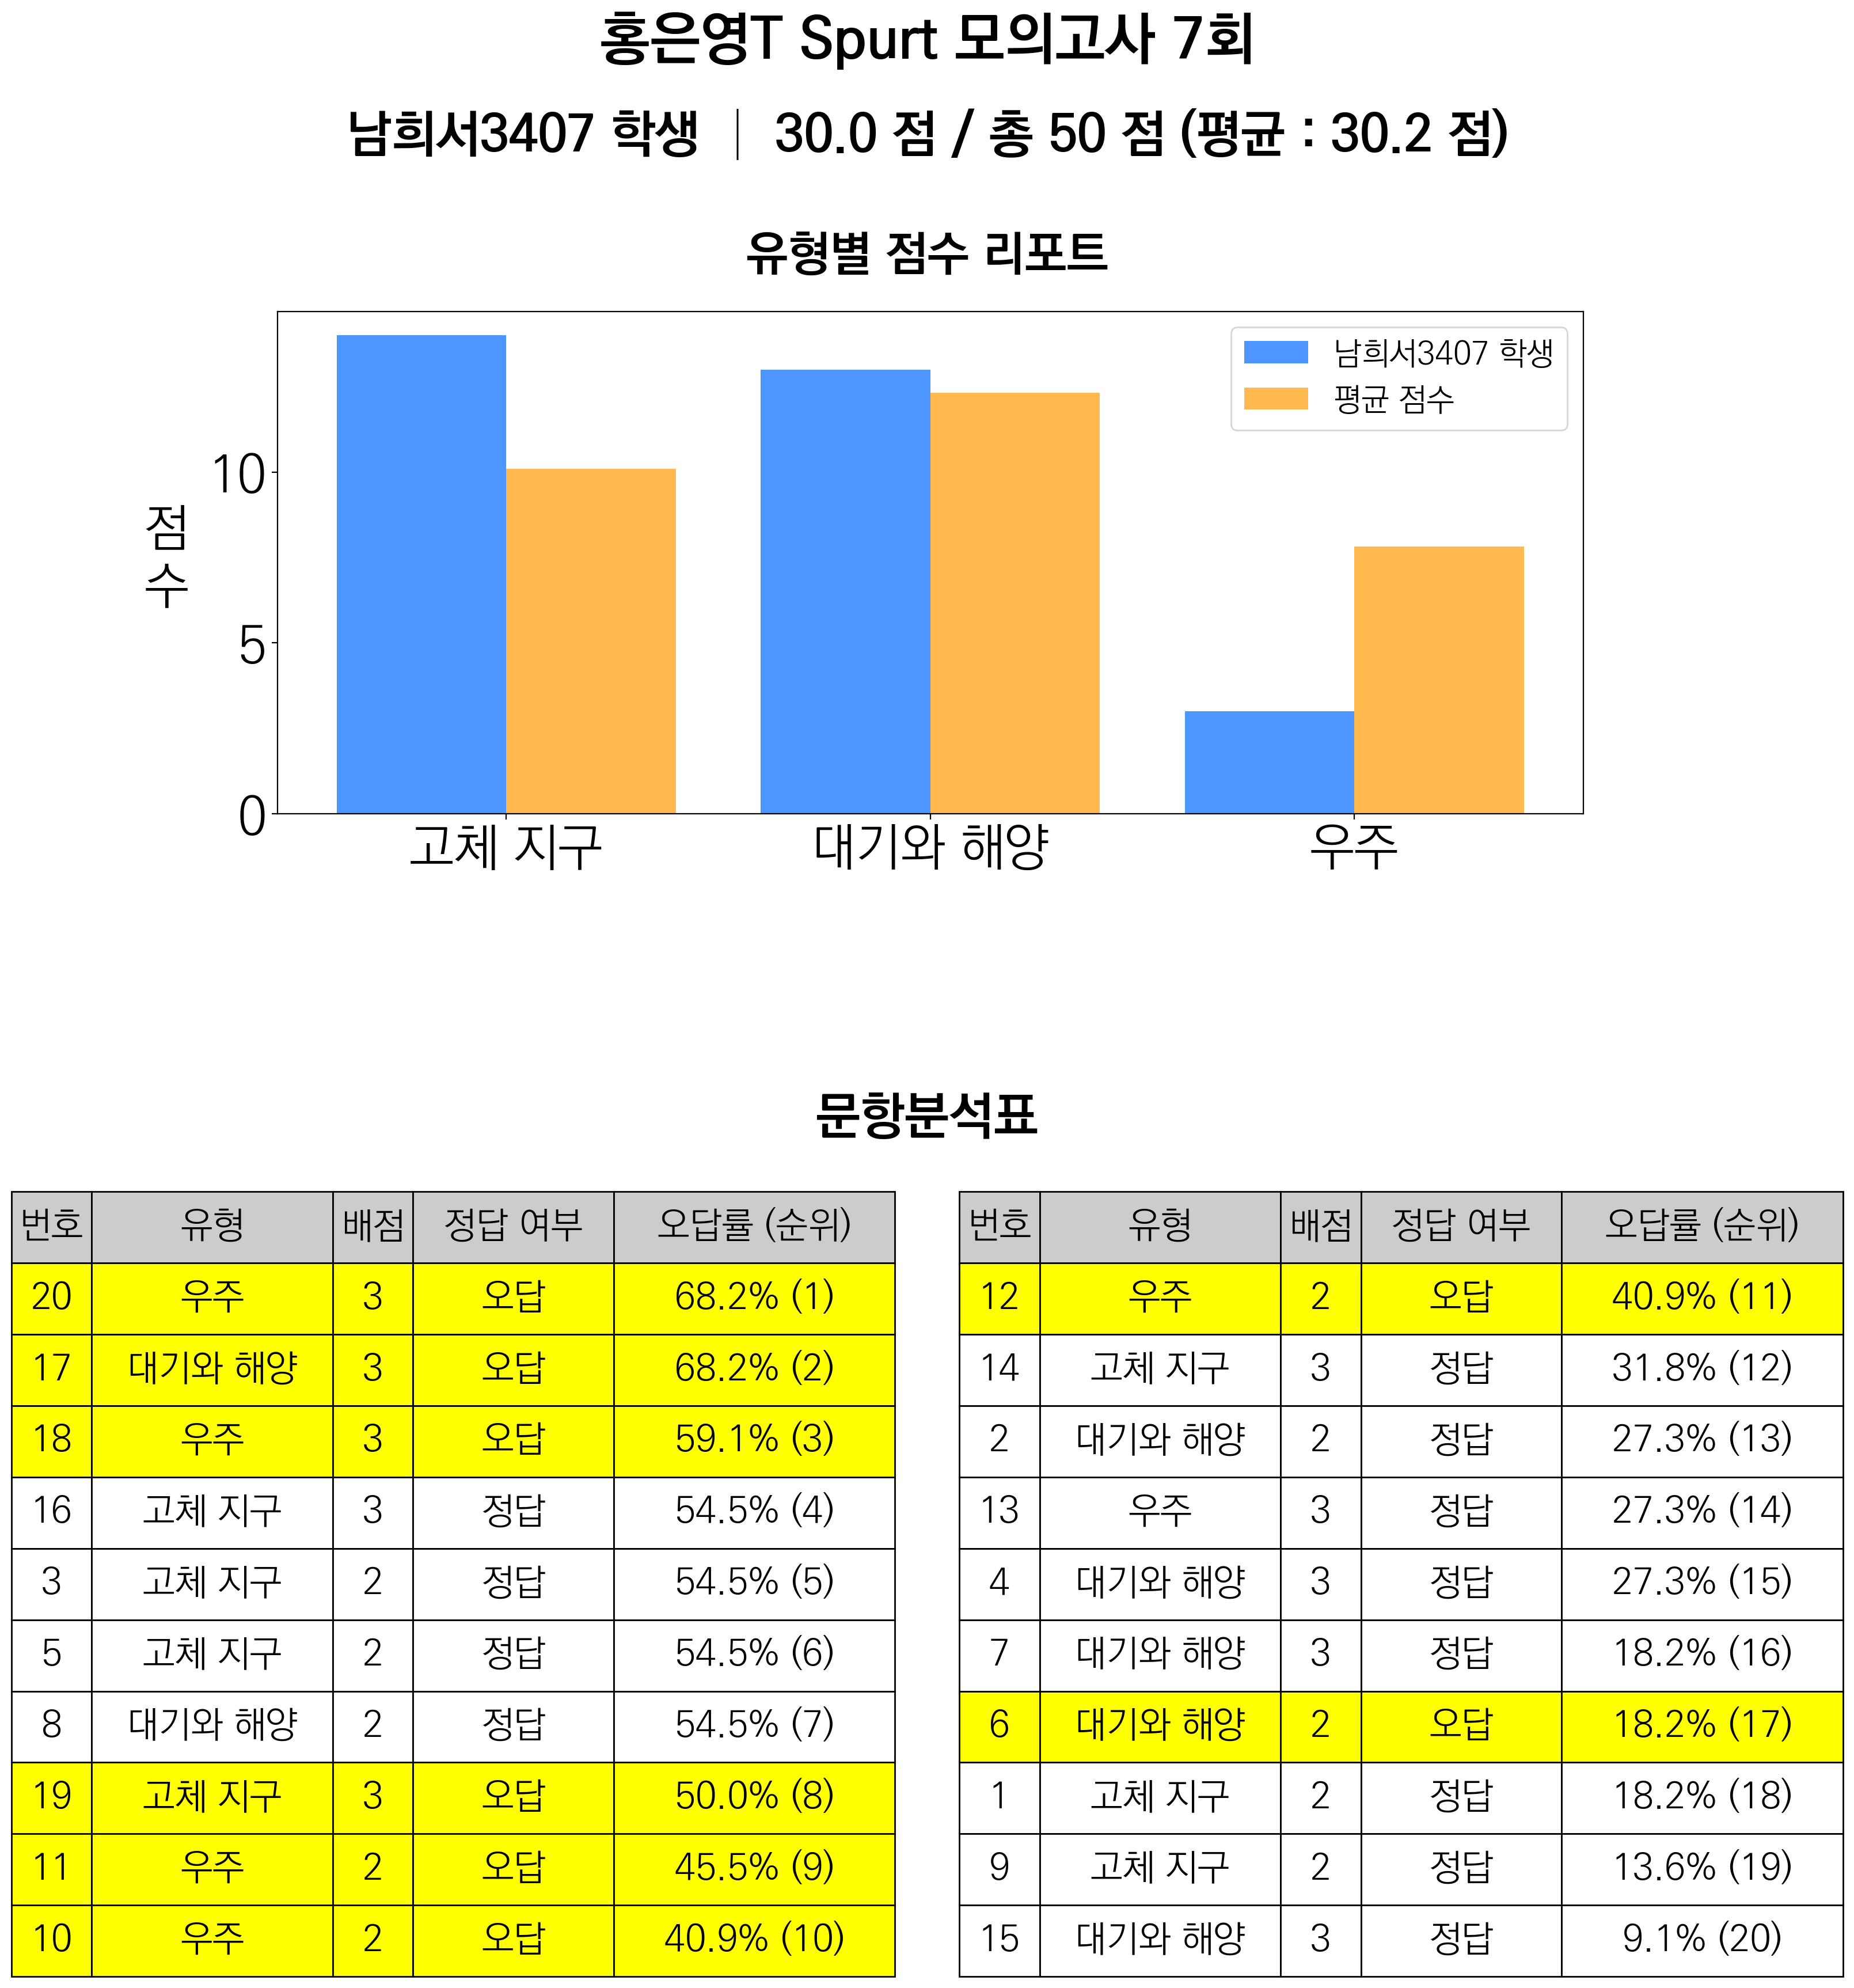 홍은영T Spurt 모의고사 7회
남희서3407 학생 │ 30.0 점 / 총 50 점 (평균 : 30.2 점)
유형별 점수 리포트
남희서3407 학생
평균 점수
점
수
10
5
0
고체 지구 대기와 해양 우주
문항분석표
번호 유형 배점 정답 여부 오답률 (순위)
20 우주 3 오답 68.2% (1)
17 대기와 해양 3 오답 68.2% (2)
18 우주 3 오답 59.1% (3)
16 고체 지구 3 정답 54.5% (4)
3 고체 지구 2 정답 54.5% (5)
5 고체 지구 2 정답 54.5% (6)
8 대기와 해양 2 정답 54.5% (7)
19 고체 지구 3 오답 50.0% (8)
11 우주 2 오답 45.5% (9)
10 우주 2 오답 40.9% (10)
번호 유형 배점 정답 여부 오답률 (순위)
12 우주 2 오답 40.9% (11)
14 고체 지구 3 정답 31.8% (12)
2 대기와 해양 2 정답 27.3% (13)
13 우주 3 정답 27.3% (14)
4 대기와 해양 3 정답 27.3% (15)
7 대기와 해양 3 정답 18.2% (16)
6 대기와 해양 2 오답 18.2% (17)
1 고체 지구 2 정답 18.2% (18)
9 고체 지구 2 정답 13.6% (19)
15 대기와 해양 3 정답 9.1% (20)